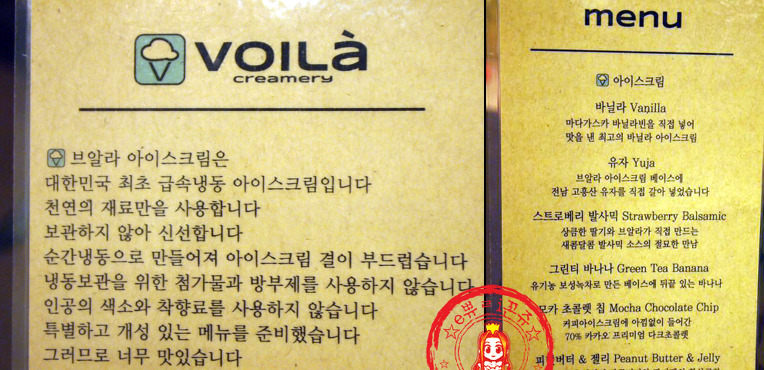 VOILà
creamery
브알라 아이스크림은
대한민국 최초 급속냉동 아이스크림입니다
천연의 재료만을 사용합니다
보관하지 않아 신선합니다
순간냉동으로 만들어져 아이스크림 결이 부드럽습니다
냉동보관을 위한 첨가물과 방부제를 사용하지 않습니다
인공의 색소와 착향료를 사용하지 않습니다
특별하고 개성 있는 메뉴를 준비했습니다
그러므로 너무 맛있습니다
menu
아이스크림
바닐라 Vanilla
마다가스카 바닐라빈을 직접 넣어
맛을 낸 최고의 바닐라 아이스크림
유자 Yuja
브알라 아이스크림 베이스에
전남 고흥산 유자를 직접 갈아 넣었습니다
스트로베리 발사믹 Strawberry Balsamic
상큼한 딸기와 브알라가 직접 만드는
새콤달콤 발사믹 소스의 절묘한 만남
그린티 바나나 Green Tea Banana
유기농 보성녹차로 만든 베이스에 뒤끝 있는 바나나
모카 초콜렛 칩 Mocha Chocolate Chip
커피아이스크림에 아낌없이 들어간
70% 카카오 프리미엄 다크초콜렛
& 젤리 Peanut Butter & Jelly